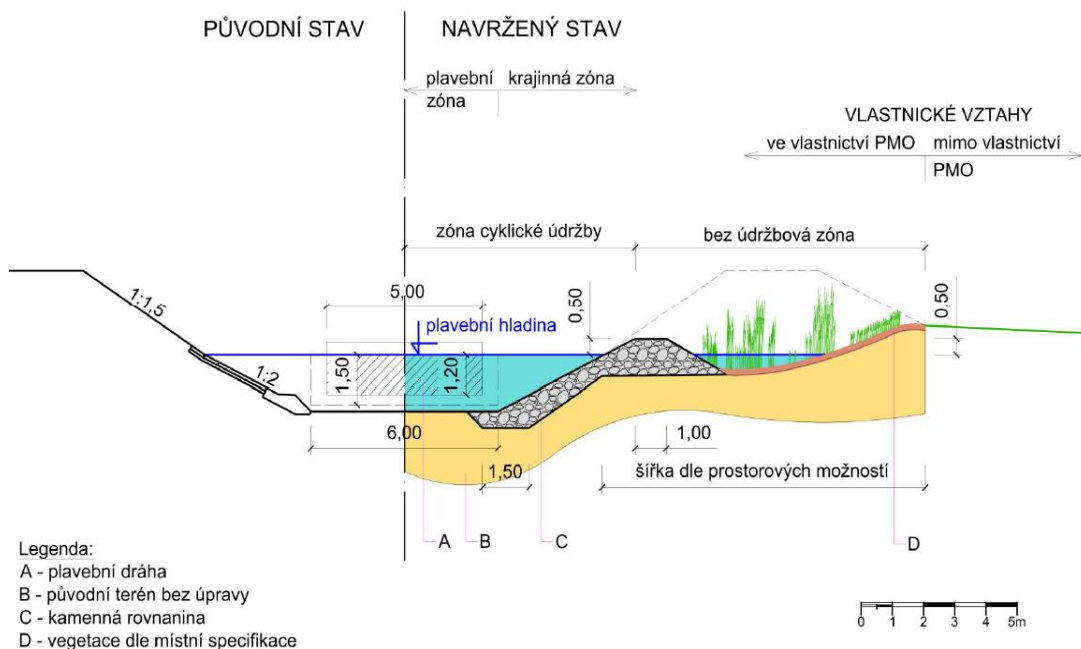 PŮVODNÍ STAV
NAVRŽENÝ STAV
plavební
zóna
krajinná zóna
VLASTNICKÉ VZTAHY
ve vlastnictví PMO
mimo vlastnictví
PMO
zóna cyklické údržby
bez údržbová zóna
1:1,5
5,00
plavební hladina
0,50
0,50
1:2
1,50
1,20
6,00
1,50
1,00
šířka dle prostorových možností
A
B
C
D
Legenda:
A - plavební dráha
B - původní terén bez úpravy
C - kamenná rovnanina
D - vegetace dle místní specifikace
0 1 2 3 4 5m